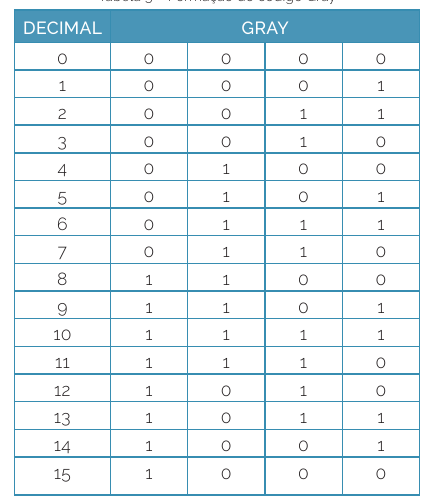 Tabela - Formação do código Gray
DECIMAL GRAY
0 0 0 0 0
1 0 0 0 1
2 0 0 1 1
3 0 0 1 0
4 0 1 0 0
5 0 1 0 1
6 0 1 1 1
7 0 1 1 0
8 1 1 0 0
9 1 1 0 1
10 1 1 1 1
11 1 1 1 0
12 1 0 1 0
13 1 0 1 1
14 1 0 0 1
15 1 0 0 0